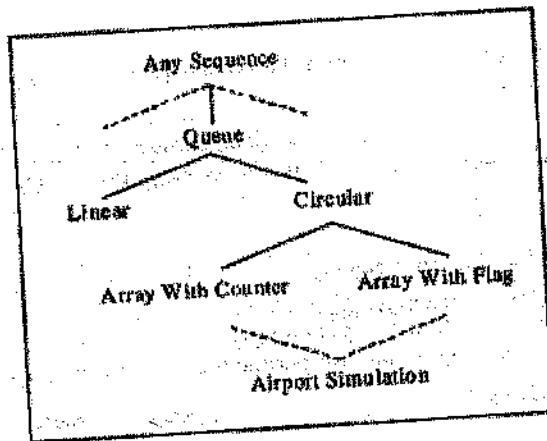 Any Sequence
Queue
Linear
Circular
Array With Counter
Array With Flag
Airport Simulation